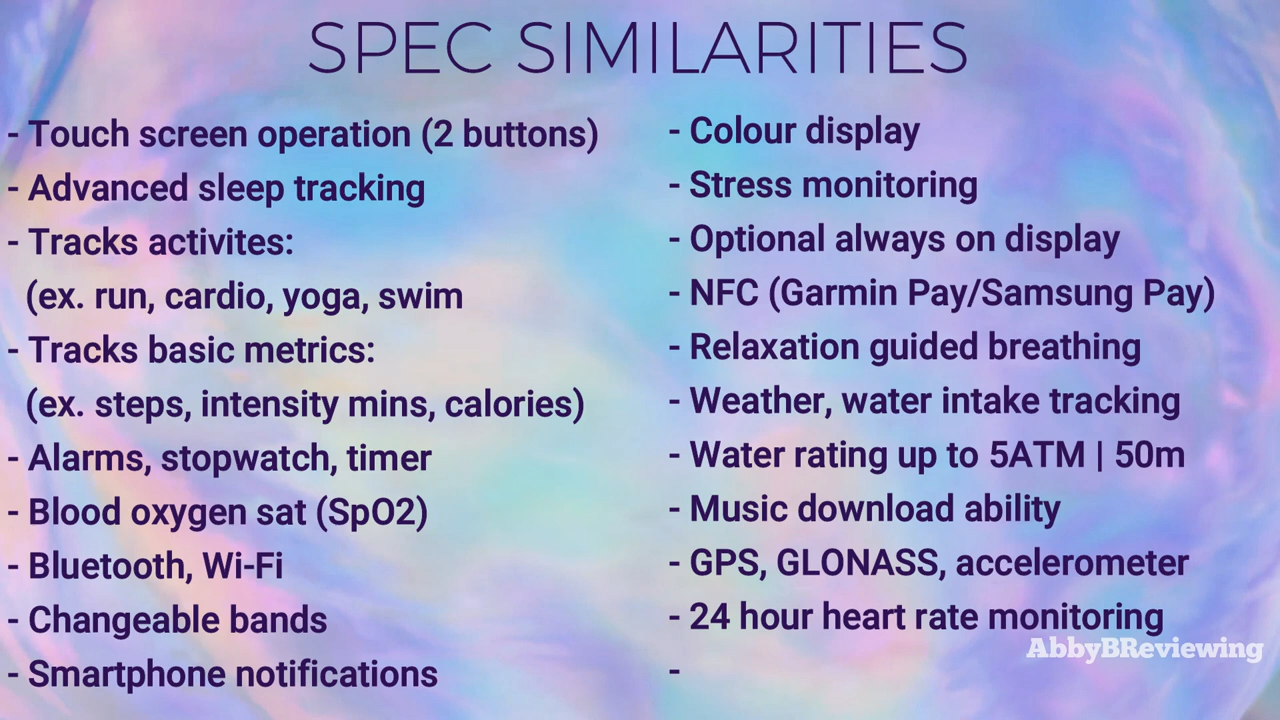 SPEC SIMILARITIES
- Touch screen operation (2 buttons)
- Advanced sleep tracking
- Tracks activites:
(ex. run, cardio, yoga, swim
- Tracks basic metrics:
(ex. steps, intensity mins, calories)
- Alarms, stopwatch, timer
- Blood oxygen sat (SpO2)
- Bluetooth, Wi-Fi
- Changeable bands
- Smartphone notifications
- Colour display
- Stress monitoring
- Optional always on display
- NFC (Garmin Pay/Samsung Pay)
- Relaxation guided breathing
- Weather, water intake tracking
- Water rating up to 5ATM | 50m
- Music download ability
- GPS, GLONASS, accelerometer
- 24 hour heart rate monitoring
-
AbbyBReviewing